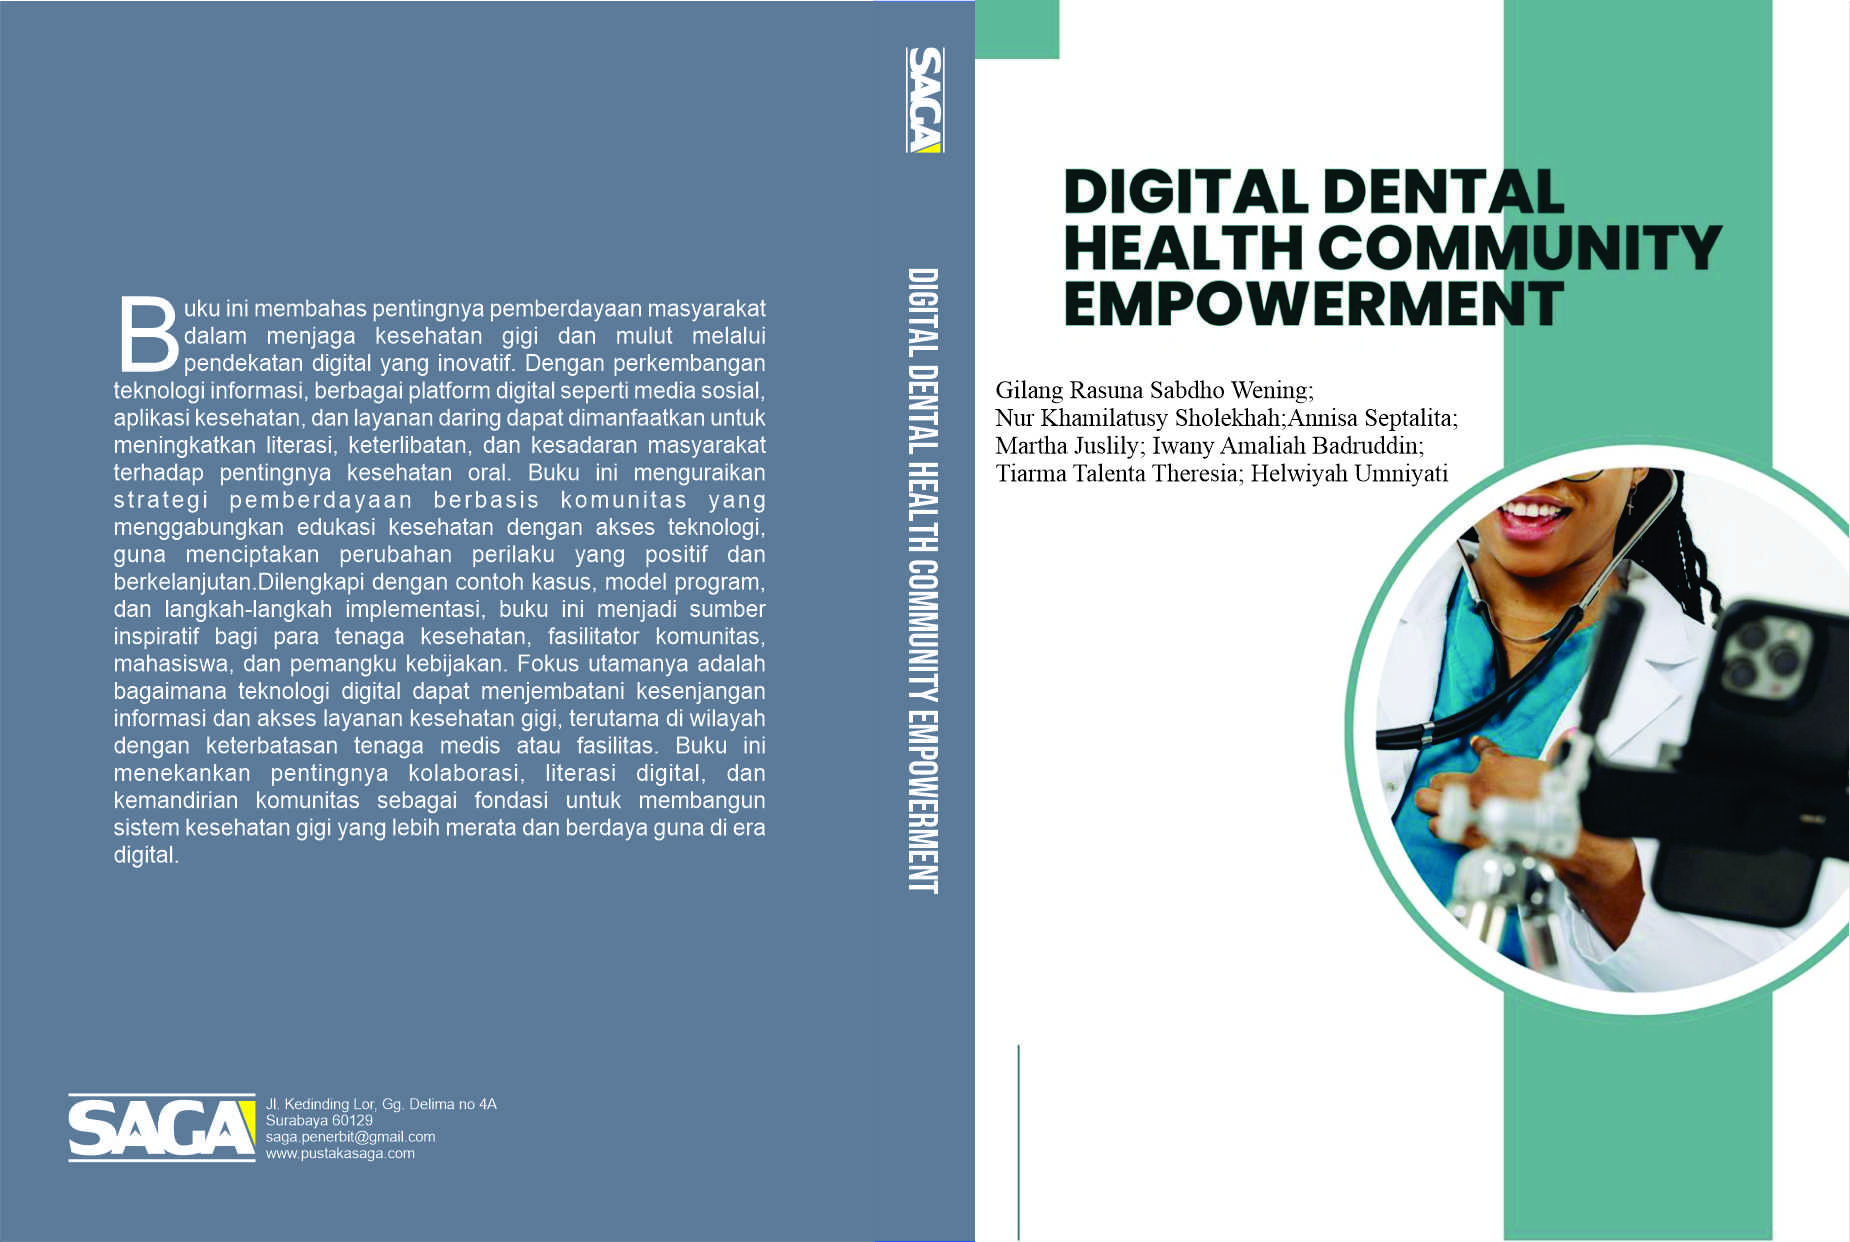 Buku ini membahas pentingnya pemberdayaan masyarakat
dalam menjaga kesehatan gigi dan mulut melalui
pendekatan digital yang inovatif. Dengan perkembangan
teknologi informasi, berbagai platform digital seperti media sosial,
aplikasi kesehatan, dan layanan daring dapat dimanfaatkan untuk
meningkatkan literasi, keterlibatan, dan kesadaran masyarakat
terhadap pentingnya kesehatan oral. Buku ini menguraikan
strategi pemberdayaan berbasis komunitas yang
menggabungkan edukasi kesehatan dengan akses teknologi,
guna menciptakan perubahan perilaku yang positif dan
berkelanjutan.Dilengkapi dengan contoh kasus, model program,
dan langkah-langkah implementasi, buku ini menjadi sumber
inspiratif bagi para tenaga kesehatan, fasilitator komunitas,
mahasiswa, dan pemangku kebijakan. Fokus utamanya adalah
bagaimana teknologi digital dapat menjembatani kesenjangan
informasi dan akses layanan kesehatan gigi, terutama di wilayah
dengan keterbatasan tenaga medis atau fasilitas. Buku ini
menekankan pentingnya kolaborasi, literasi digital, dan
kemandirian komunitas sebagai fondasi untuk membangun
sistem kesehatan gigi yang lebih merata dan berdaya guna di era
digital.
SAGA
Jl. Kedinding Lor, Gg. Delima no 4A
Surabaya 60129
saga.penerbit@gmail.com
www.pustakasaga.com
SAGA
DIGITAL DENTAL HEALTH COMMUNITY EMPOWERMENT
DIGITAL DENTAL
HEALTH COMMUNITY
EMPOWERMENT
Gilang Rasuna Sabdho Wening;
Nur Khamilatusy Sholekhah;Annisa Septalita;
Martha Juslily; Iwany Amaliah Badruddin;
Tiarma Talenta Theresia; Helwiyah Umniyati